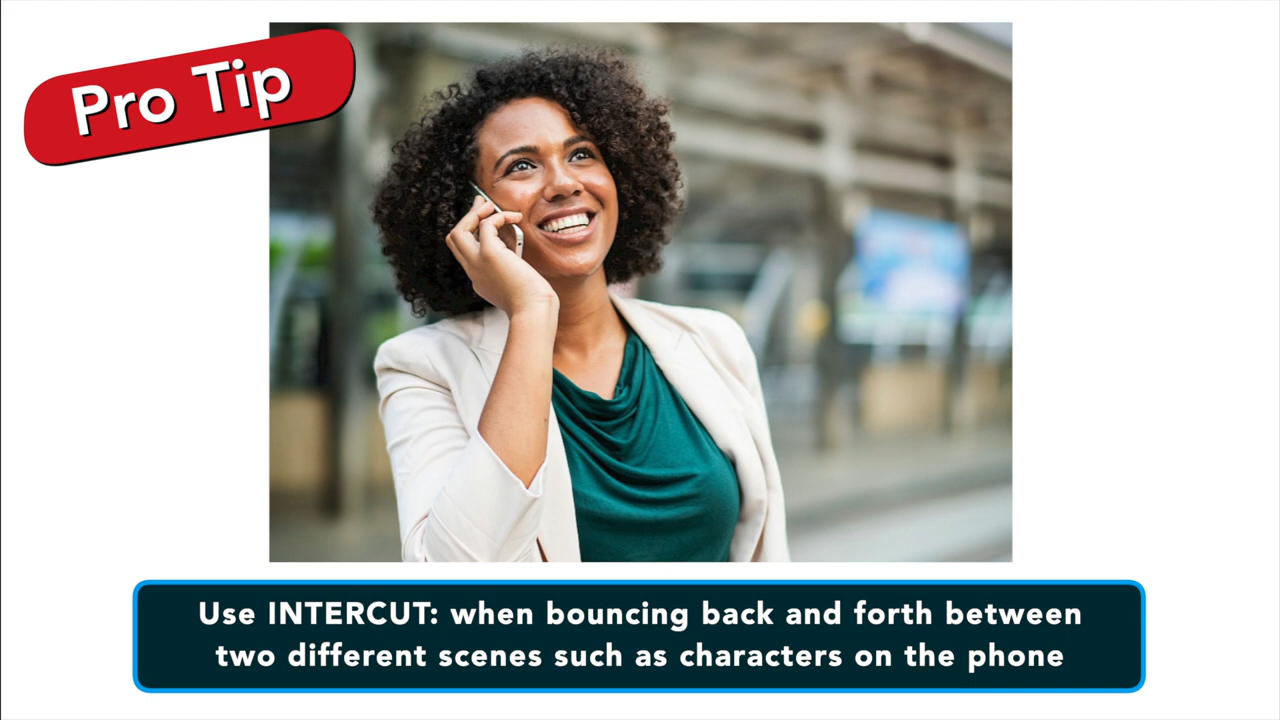 Pro Tip
Use INTERCUT: when bouncing back and forth between
two different scenes such as characters on the phone